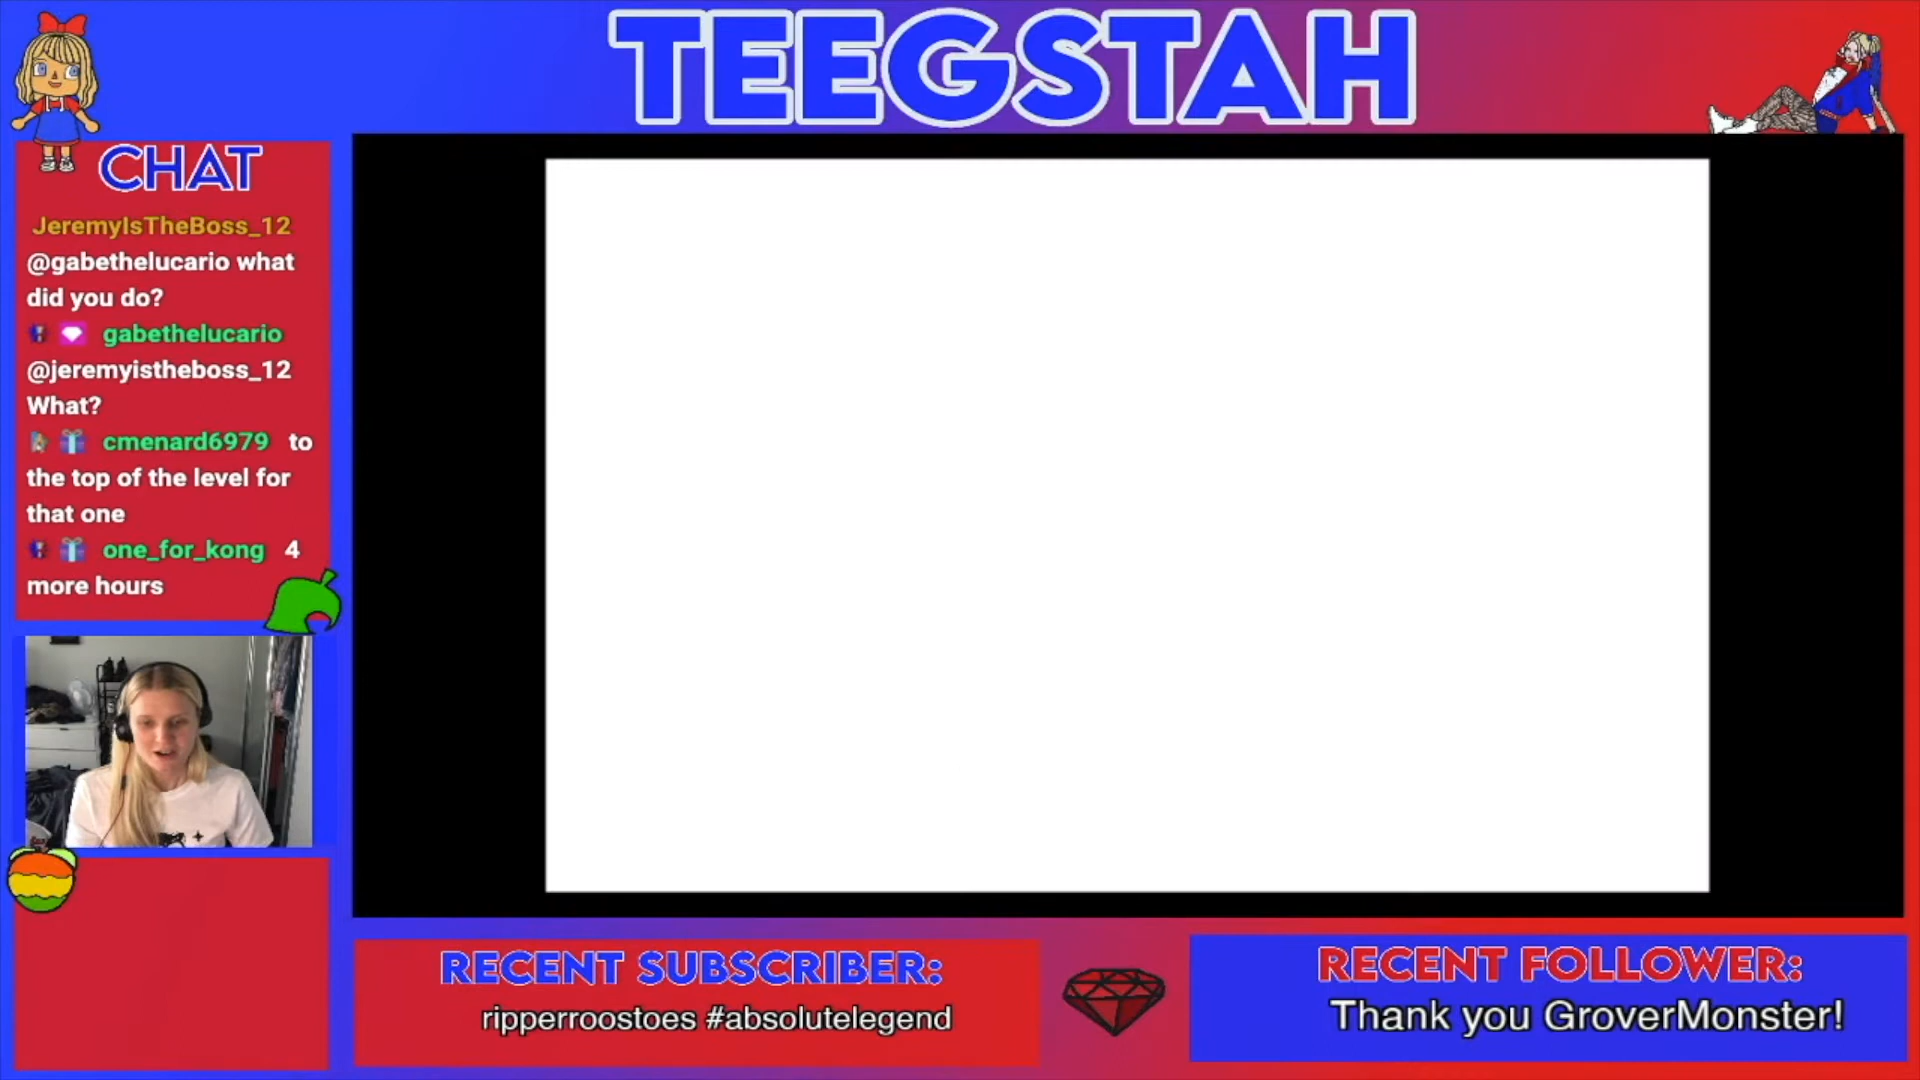 TEEGSTAH
CHAT
JeremyIsTheBoss_12
@gabethelucario what
did you do?
gabethelucario
@jeremyistheboss_12
What?
cmenard6979 to
the top of the level for
that one
one_for_kong 4
more hours
RECENT SUBSCRIBER:
ripperroostoes #absolutelegend
RECENT FOLLOWER:
Thank you GroverMonster!